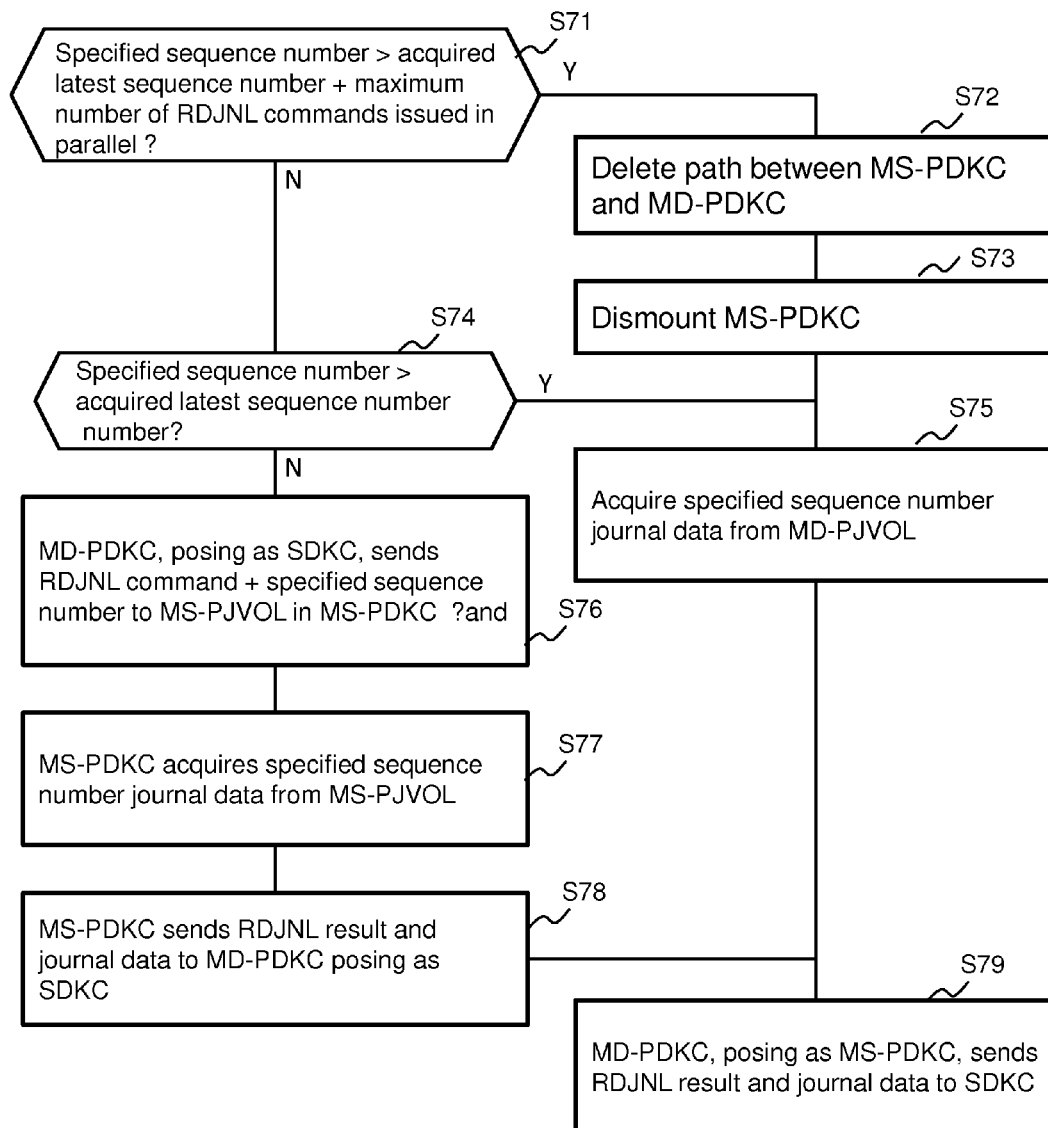 S71
Specified sequence number > acquired
latest sequence number + maximum
number of RDJNL commands issued in
parallel ?
Y
N
S72
Delete path between MS-PDKC
and MD-PDKC
S73
Dismount MS-PDKC
S74
Specified sequence number >
acquired latest sequence number
number?
Y
N
S75
Acquire specified sequence number
journal data from MD-PJVOL
MD-PDKC, posing as SDKC, sends
RDJNL command + specified sequence
number to MS-PJVOL in MS-PDKC ?and
S76
MS-PDKC acquires specified sequence
number journal data from MS-PJVOL
S77
MS-PDKC sends RDJNL result and
journal data to MD-PDKC posing as
SDKC
S78
S79
MD-PDKC, posing as MS-PDKC, sends
RDJNL result and journal data to SDKC